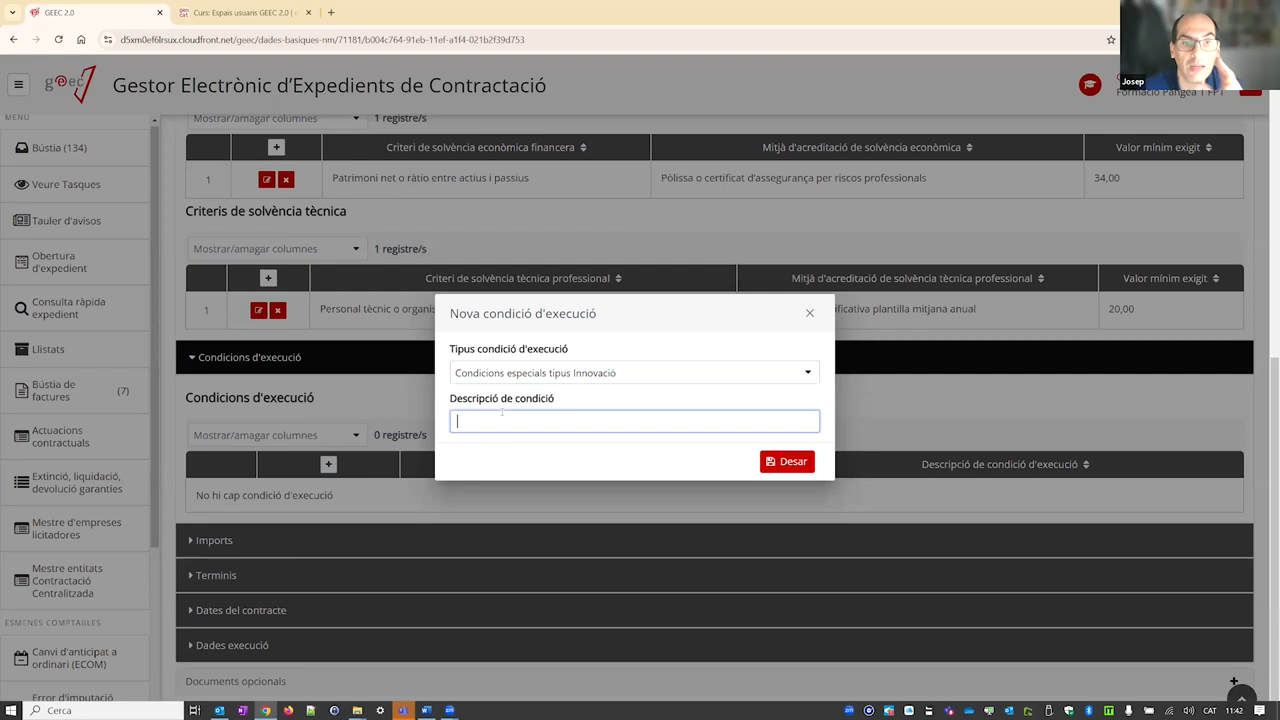 GEEC 2.0
Curs: Espais usuaris GEEC 2.0 |
d5xm0ef6lrsux.cloudfront.net/geec/dades-basiques-nm/71181/b004c764-91eb-11ef-a1f4-021b2f39d753
Josep
geec
Gestor Electrònic d'Expedients de Contractació
Formació Pangea i FPT
MENÚ
Bústia (134)
Veure Tasques
Tauler d'avisos
Obertura
d'expedient
Consulta ràpida
expedient
Llistats
Bústia de
factures
(7)
Actuacions
contractuals
Extinció, liquidació,
devolució garanties
Mestre d'empreses
licitadores
Mestre entitats
Contractació
Centralitzada
ESMENES COMPTABLES
Canvi d'anticipat a
ordinari (ECOM)
Error d'imputació
Mostrar/amagar columnes 1 registre/s
Criteri de solvència econòmica financera Mitjà d'acreditació de solvència econòmica Valor mínim exigit
1 Patrimoni net o ràtio entre actius i passius Pòlissa o certificat d'assegurança per riscos professionals 34,00
Criteris de solvència tècnica
Mostrar/amagar columnes 1 registre/s
Criteri de solvència tècnica professional Mitjà d'acreditació de solvència tècnica professional Valor mínim exigit
1 Personal tècnic o organis plantilla mitjana anual 20,00
Condicions d'execució
Condicions d'execució
Mostrar/amagar columnes 0 registre/s
Descripció de condició d'execució
No hi cap condició d'execució
Nova condició d'execució
Tipus condició d'execució
Condicions especials tipus Innovació
Descripció de condició
Desar
Imports
Terminis
Dates del contracte
Dades execució
Documents opcionals
Cerca
CAT 11:42